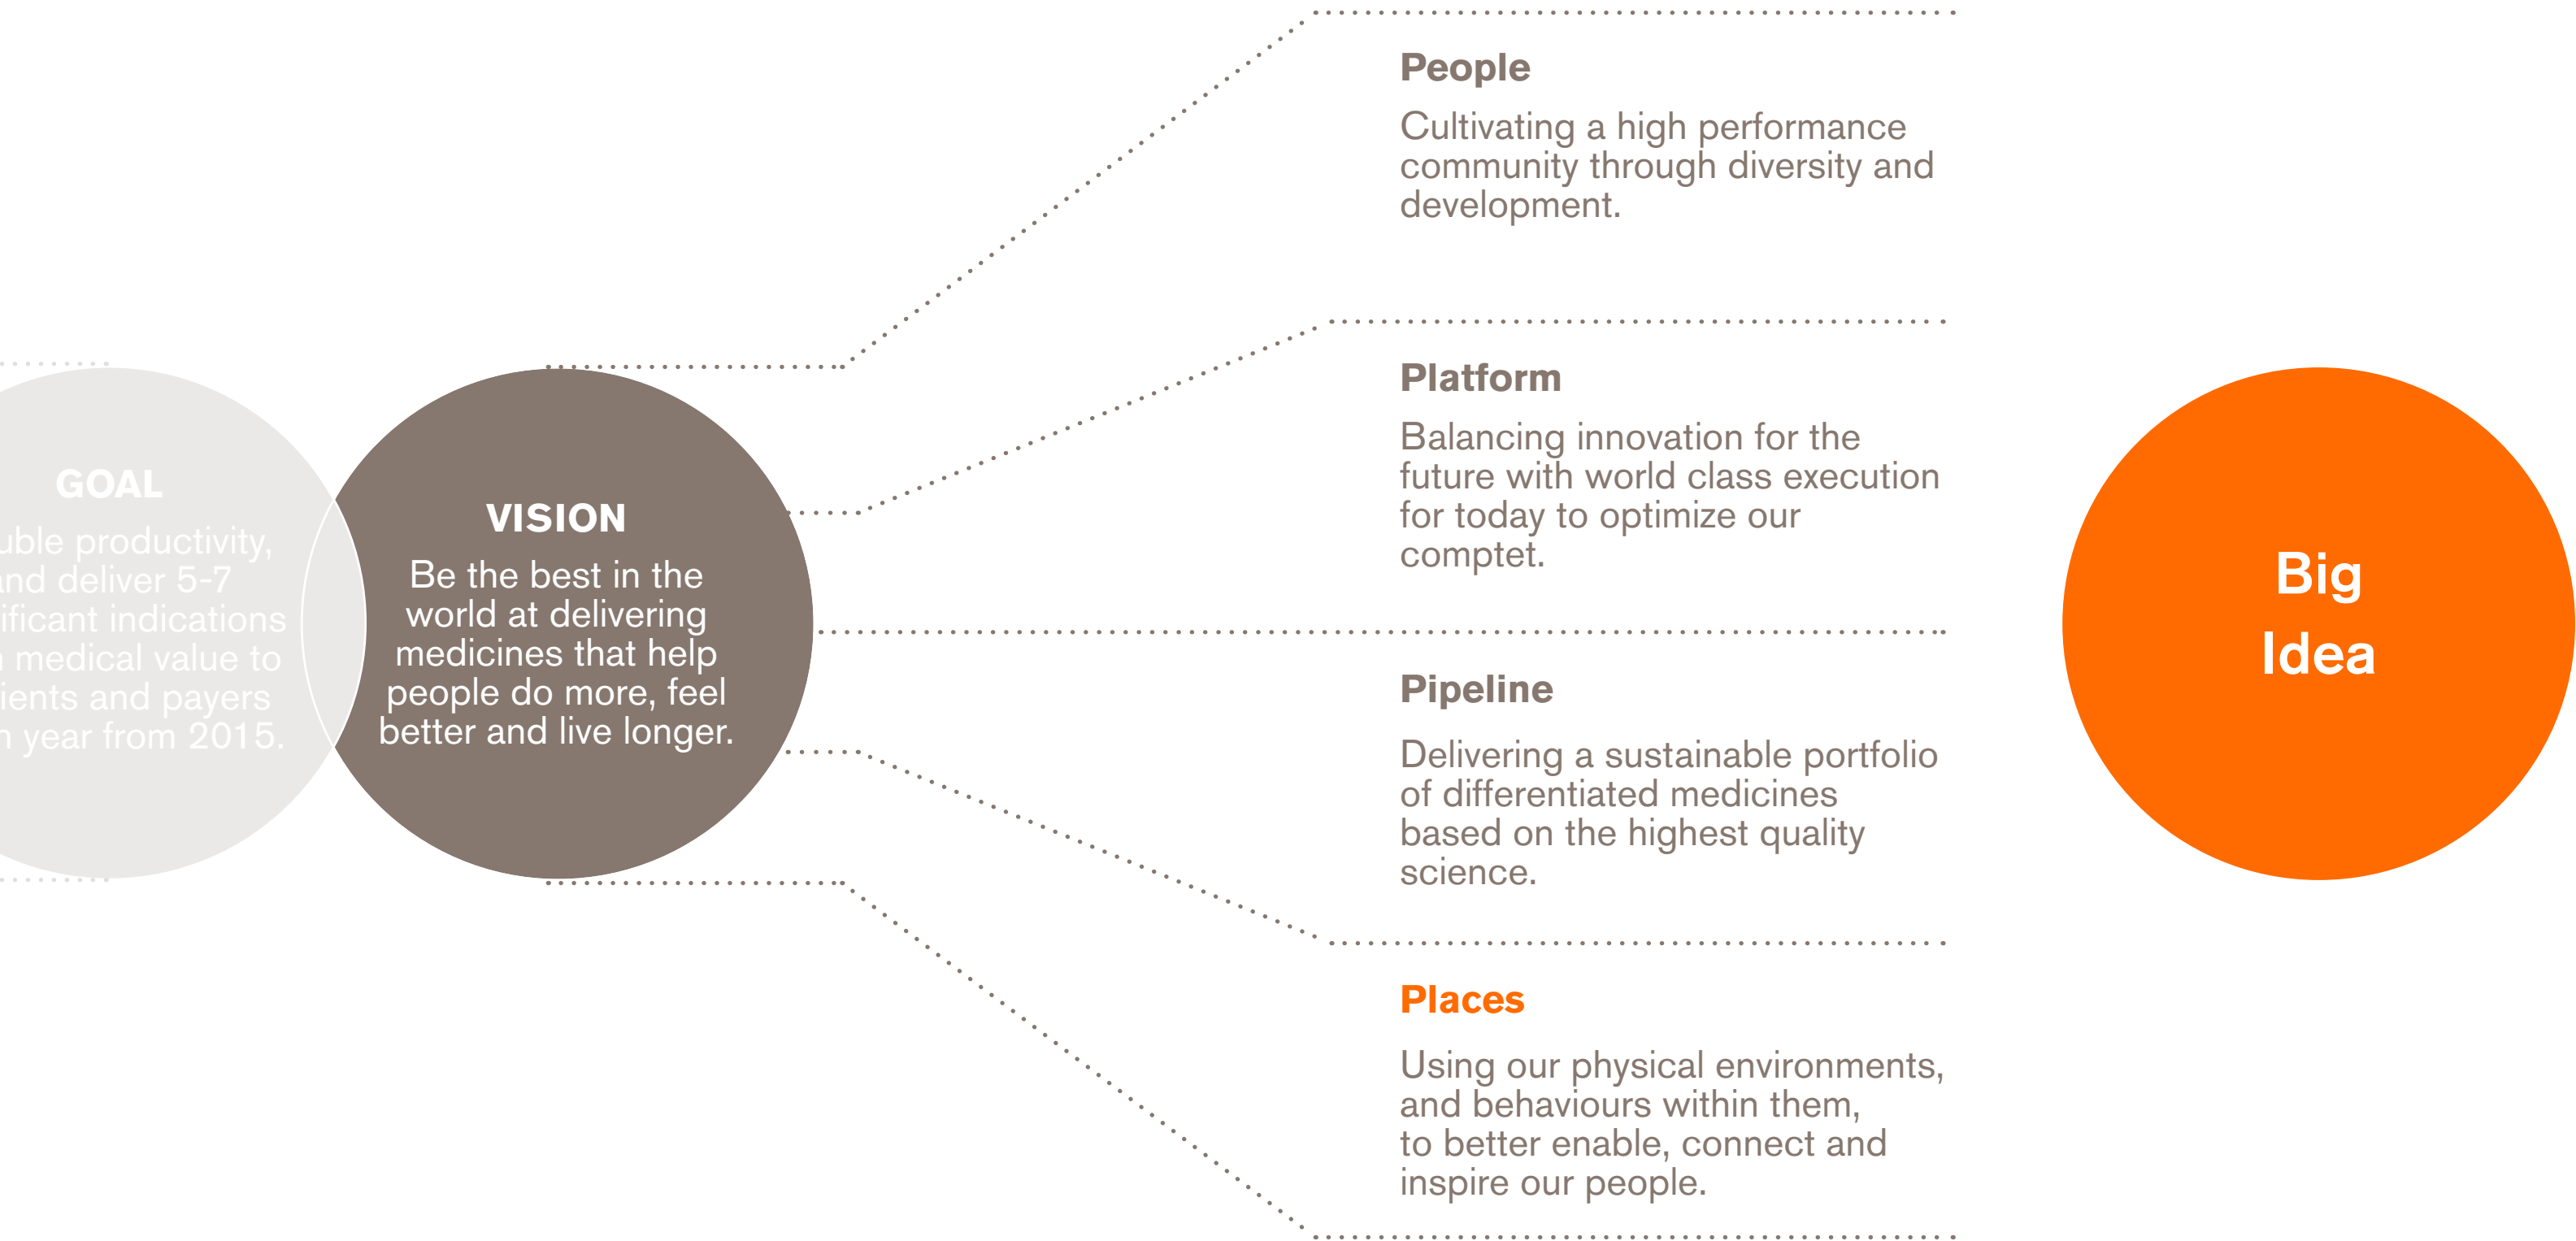 GOAL
productivity,
deliver 5-7
indications
medical value to
and payers
year from 2015.
VISION
Be the best in the
world at delivering
medicines that help
people do more, feel
better and live longer.
People
Cultivating a high performance
community through diversity and
development.
Platform
Balancing innovation for the
future with world class execution
for today to optimize our
comptet.
Pipeline
Delivering a sustainable portfolio
of differentiated medicines
based on the highest quality
science.
Places
Using our physical environments,
and behaviours within them,
to better enable, connect and
inspire our people.
Big
Idea